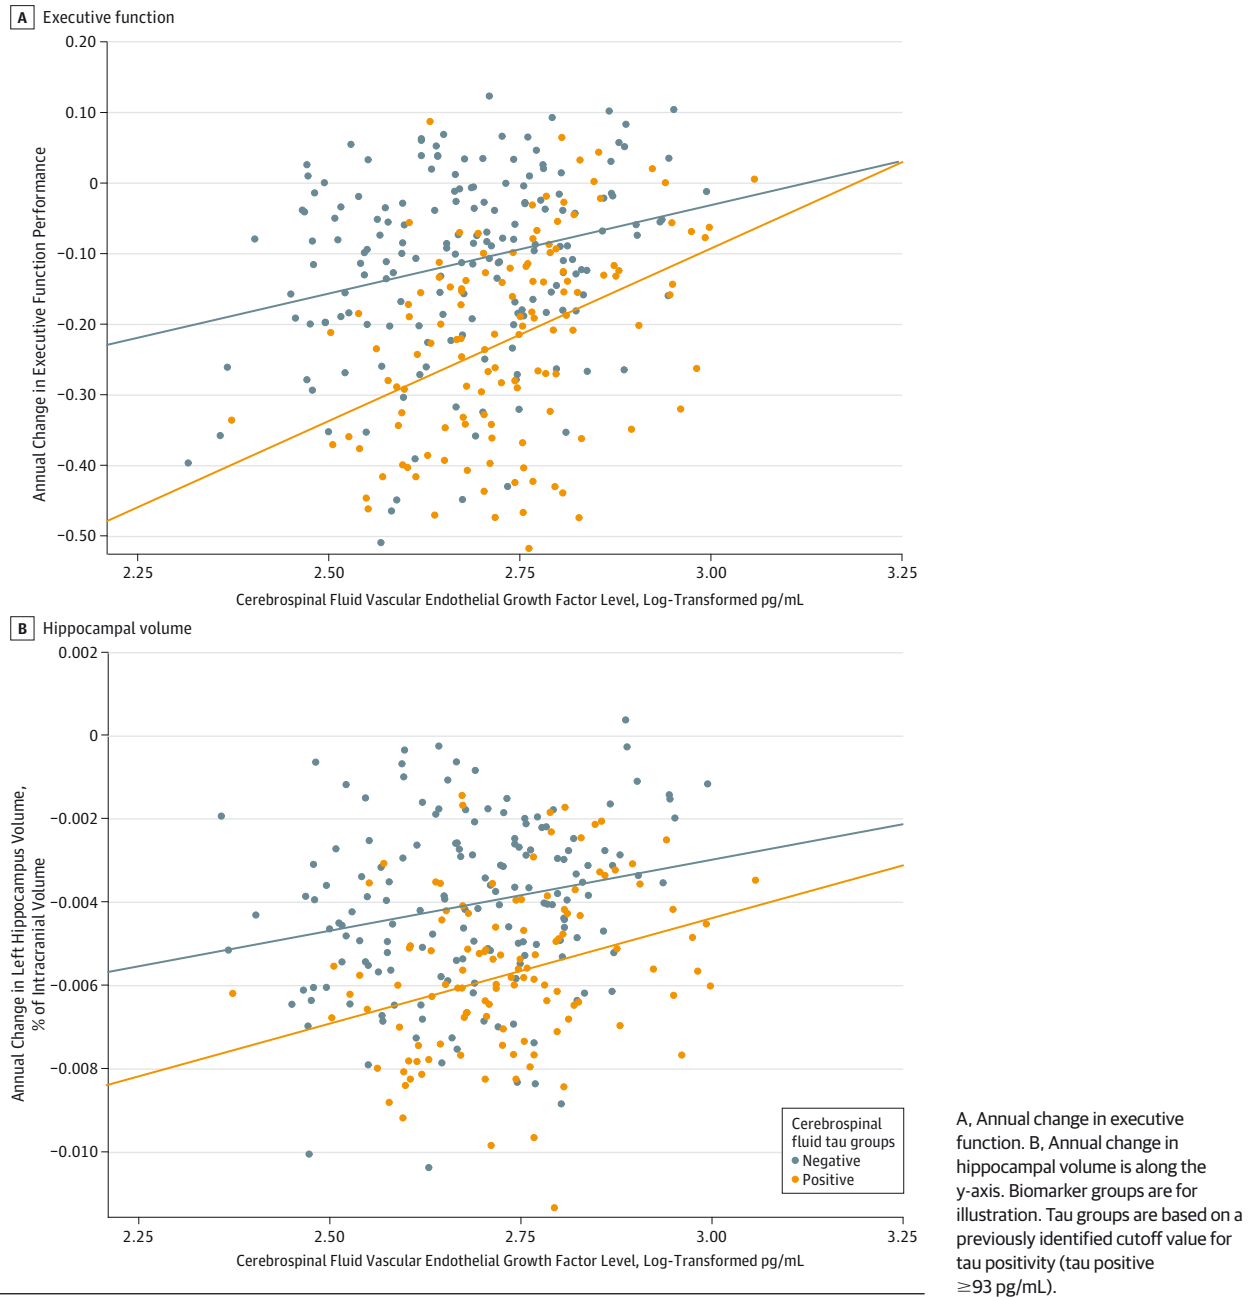 A Executive function
0.20
0.10
0
−0.10
−0.20
−0.30
−0.40
−0.50
Annual Change in Executive Function Performance
2.25 2.50 2.75 3.00 3.25
Cerebrospinal Fluid Vascular Endothelial Growth Factor Level, Log-Transformed pg/mL
B Hippocampal volume
0.002
0
−0.002
−0.004
−0.006
−0.008
−0.010
Annual Change in Left Hippocampus Volume,
% of Intracranial Volume
Cerebrospinal
fluid tau groups
Negative
Positive
2.25 2.50 2.75 3.00 3.25
Cerebrospinal Fluid Vascular Endothelial Growth Factor Level, Log-Transformed pg/mL
A, Annual change in executive
function. B, Annual change in
hippocampal volume is along the
y-axis. Biomarker groups are for
illustration. Tau groups are based on a
previously identified cutoff value for
tau positivity (tau positive
≥93 pg/mL).